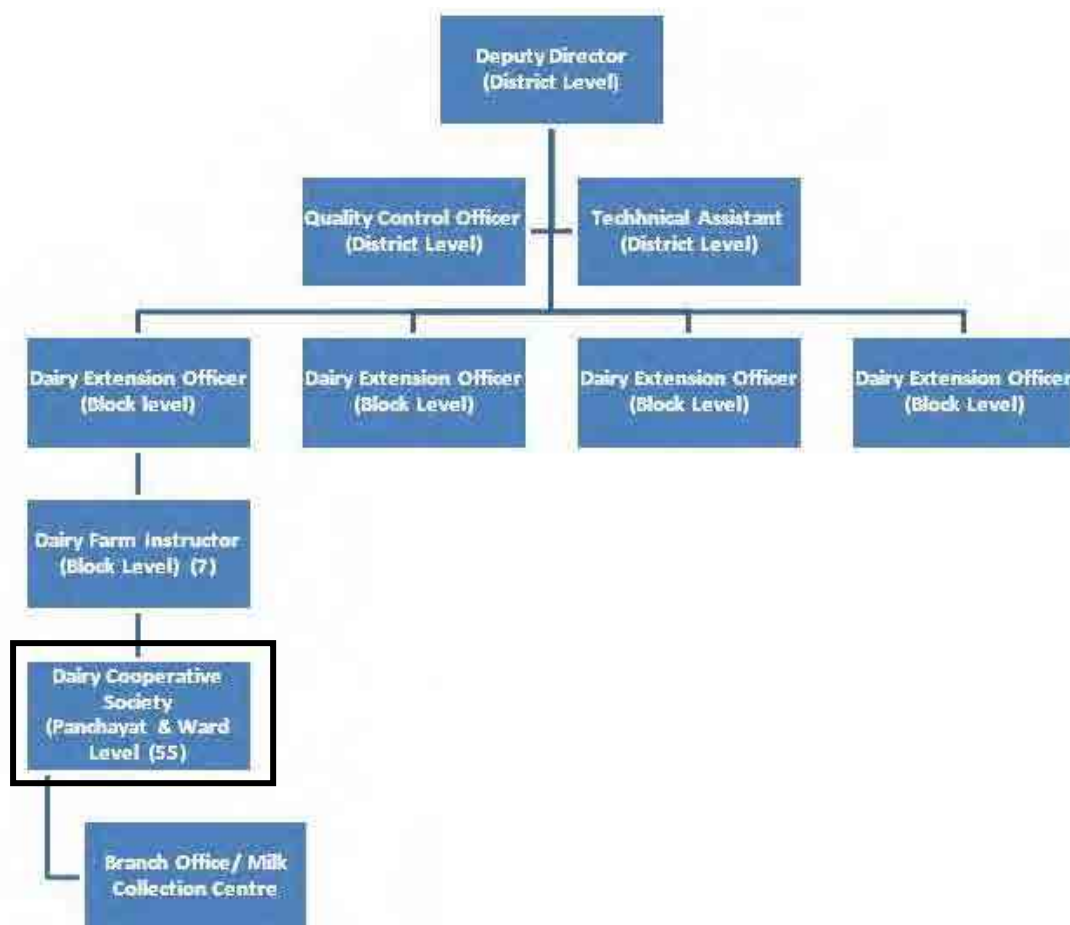 Deputy Director
(District Level)
Quality Control Officer
(District Level)
Techhnical Assistant
(District Level)
Dairy Extension Officer
(Block level)
Dairy Extension Officer
(Block Level)
Dairy Extension Officer
(Block Level)
Dairy Extension Officer
(Block Level)
Dairy Farm Instructor
(Block Level) (7)
Dairy Cooperative
Society
(Panchayat & Ward
Level (55)
Branch Office/ Milk
Collection Centre